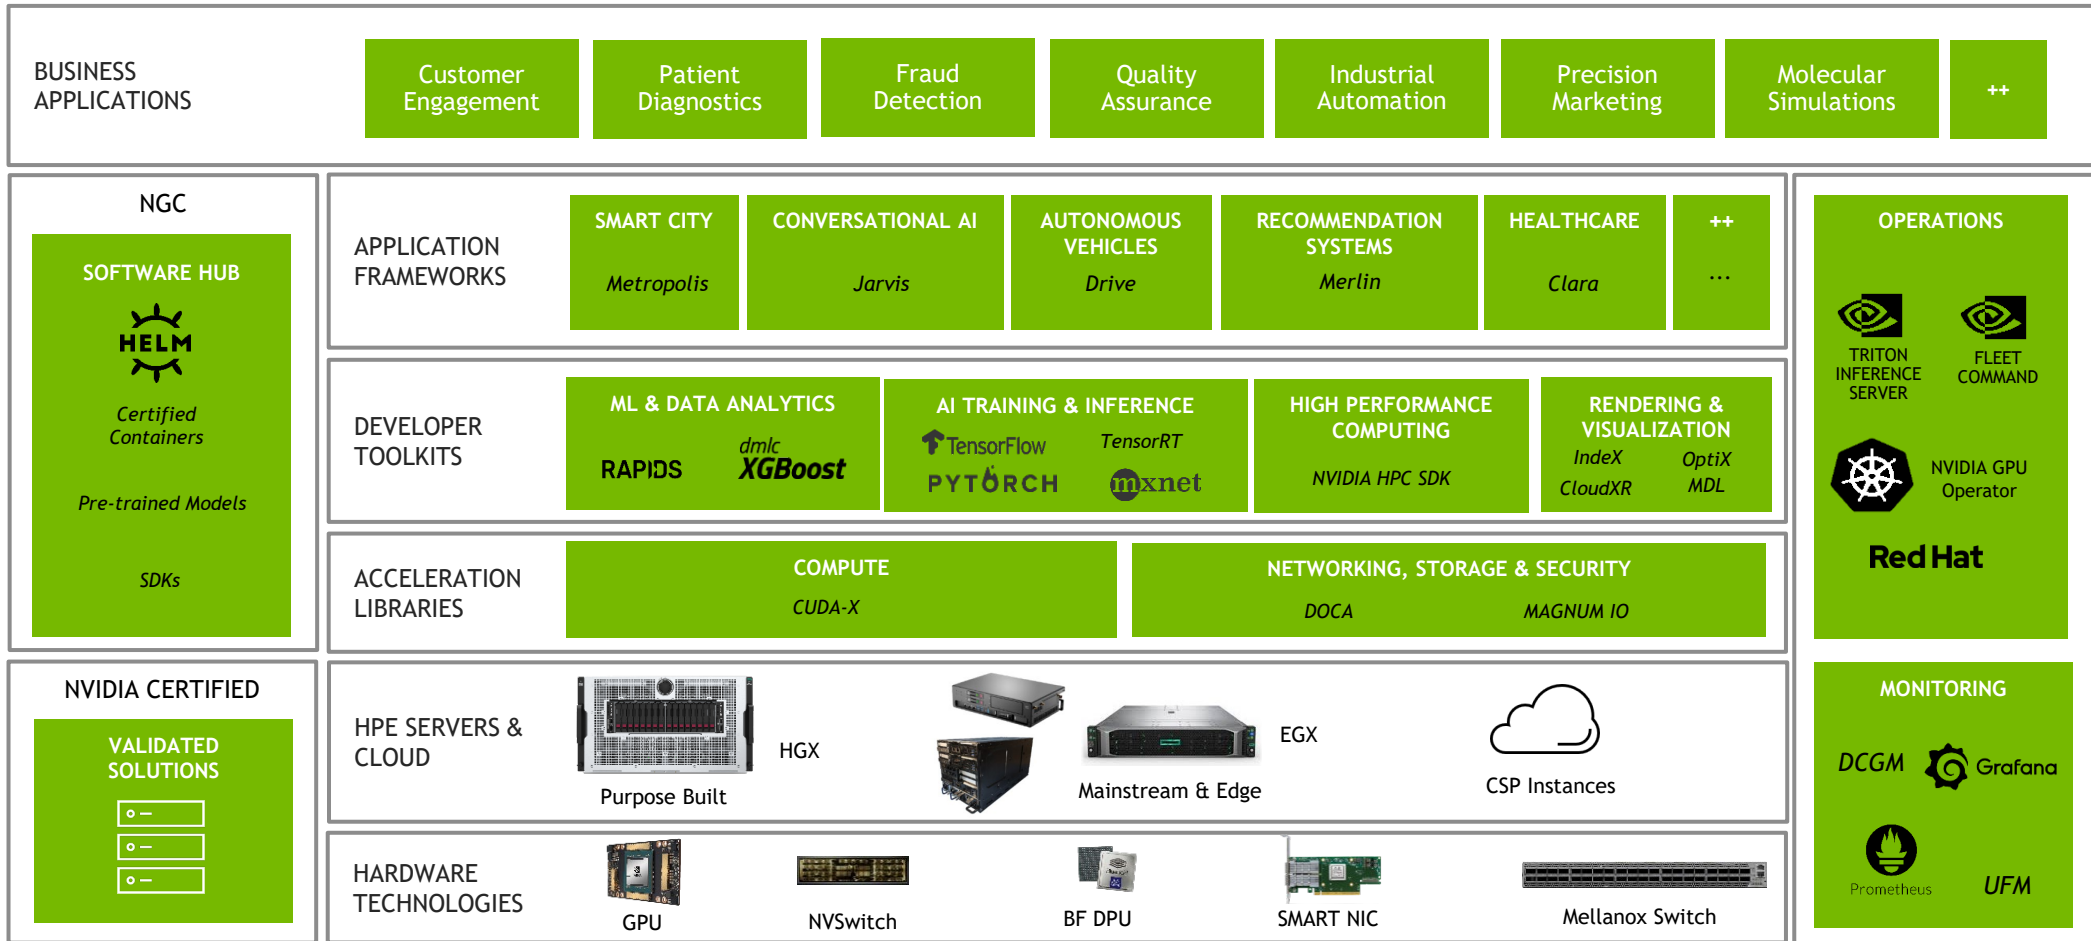 BUSINESS
APPLICATIONS
Customer
Engagement
Patient
Diagnostics
Fraud
Detection
Quality
Assurance
Industrial
Automation
Precision
Marketing
Molecular
Simulations
++
NGC
SOFTWARE HUB
HELM
Certified
Containers
Pre-trained Models
SDKs
APPLICATION
FRAMEWORKS
SMART CITY
Metropolis
CONVERSATIONAL AI
Jarvis
AUTONOMOUS
VEHICLES
Drive
RECOMMENDATION
SYSTEMS
Merlin
HEALTHCARE
Clara
++
...
DEVELOPER
TOOLKITS
ML & DATA ANALYTICS
RAPIDS
dmlc
XGBoost
AI TRAINING & INFERENCE
TensorFlow
TensorRT
PYTORCH
mxnet
HIGH PERFORMANCE
COMPUTING
NVIDIA HPC SDK
RENDERING &
VISUALIZATION
IndeX
OptiX
CloudXR
MDL
ACCELERATION
LIBRARIES
COMPUTE
CUDA-X
NETWORKING, STORAGE & SECURITY
DOCA
MAGNUM IO
OPERATIONS
TRITON
INFERENCE
SERVER
FLEET
COMMAND
NVIDIA GPU
Operator
Red Hat
NVIDIA CERTIFIED
VALIDATED
SOLUTIONS
HPE SERVERS &
CLOUD
HGX
Purpose Built
EGX
Mainstream & Edge
CSP Instances
HARDWARE
TECHNOLOGIES
GPU
NVSwitch
BF DPU
SMART NIC
Mellanox Switch
MONITORING
DCGM
Grafana
Prometheus
UFM